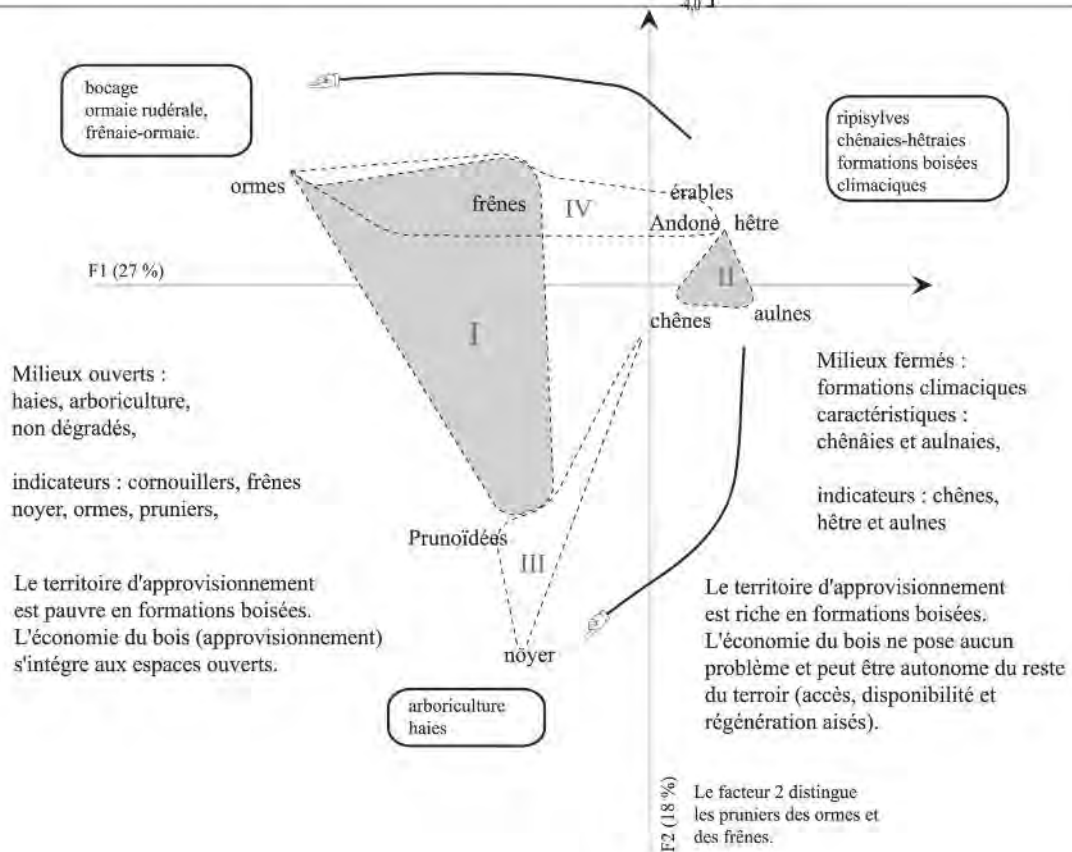 -4,0
bocage
ormaie rudérale,
frênaie-ormaie.
ripisylves
chênaies-hêtraies
formations boisées
climaciques
ormes
frênes
IV
érables
Andone hêtre
F1 (27 %)
II
I
chênes
aulnes
Milieux ouverts :
haies, arboriculture,
non dégradés,
indicateurs : cornouillers, frênes
noyer, ormes, pruniers,
Milieux fermés :
formations climaciques
caractéristiques :
chênâies et aulnaies,
indicateurs : chênes,
hêtre et aulnes
Prunoïdées
III
Le territoire d'approvisionnement
est pauvre en formations boisées.
L'économie du bois (approvisionnement)
s'intégre aux espaces ouverts.
Le territoire d'approvisionnement
est riche en formations boisées.
L'économie du bois ne pose aucun
problème et peut être autonome du reste
du terroir (accès, disponibilité et
régénération aisés).
noyer
arboriculture
haies
F2 (18 %)
Le facteur 2 distingue
les pruniers des ormes et
des frênes.